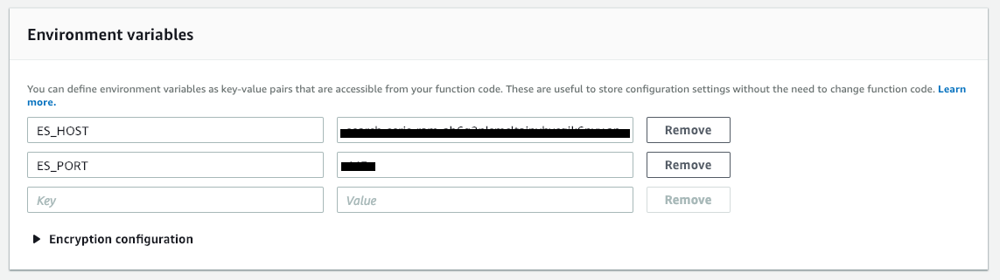 Environment variables
You can define environment variables as key-value pairs that are accessible from your function code. These are useful to store configuration settings without the need to change function code. Learn
more.
ES_HOST Remove
ES_PORT Remove
Key Value Remove
Encryption configuration